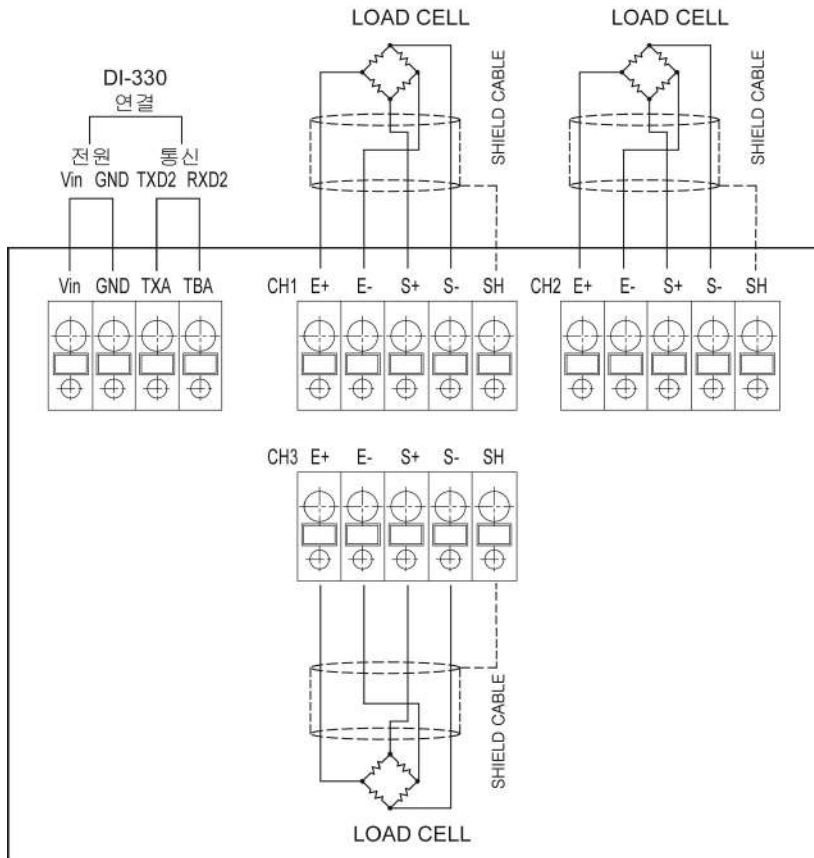 LOAD CELL
LOAD CELL
SHIELD CABLE
SHIELD CABLE
DI-330
연결
전원 통신
Vin GND TXD2 RXD2
Vin GND TXA TBA
CH1 E+ E- S+ S- SH
CH2 E+ E- S+ S- SH
CH3 E+ E- S+ S- SH
SHIELD CABLE
LOAD CELL